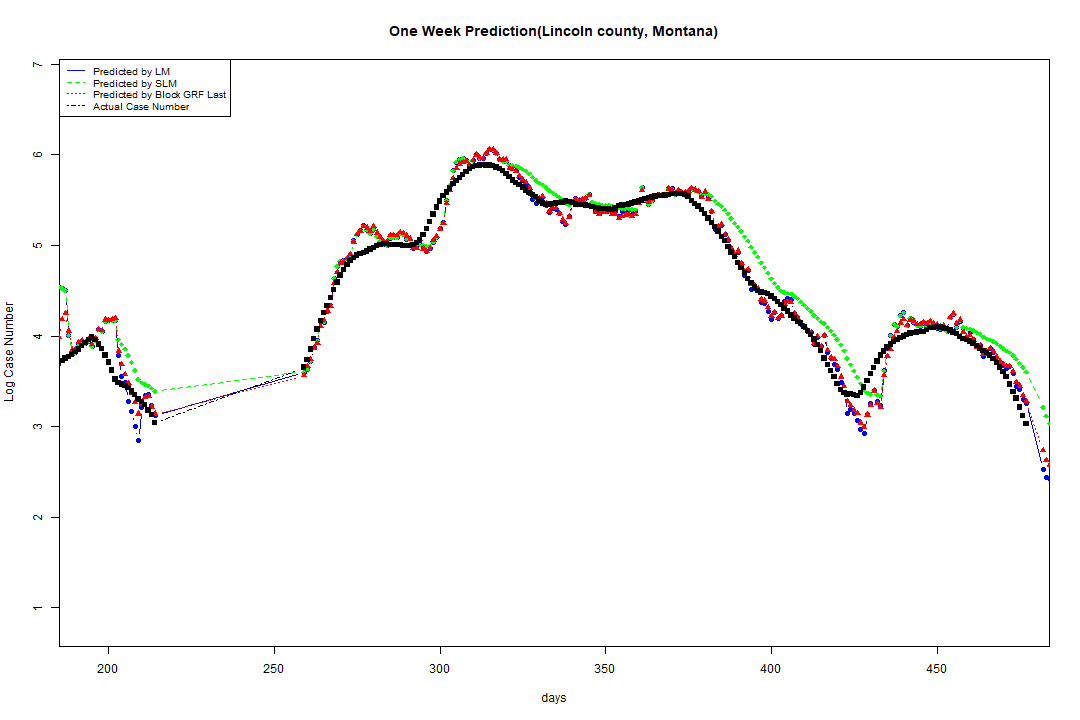 One Week Prediction(Lincoln county, Montana)
Predicted by LM
Predicted by SLM
Predicted by Block GRF Last
Actual Case Number
Log Case Number
7
6
5
4
3
2
1
200 250 300 350 400 450
days